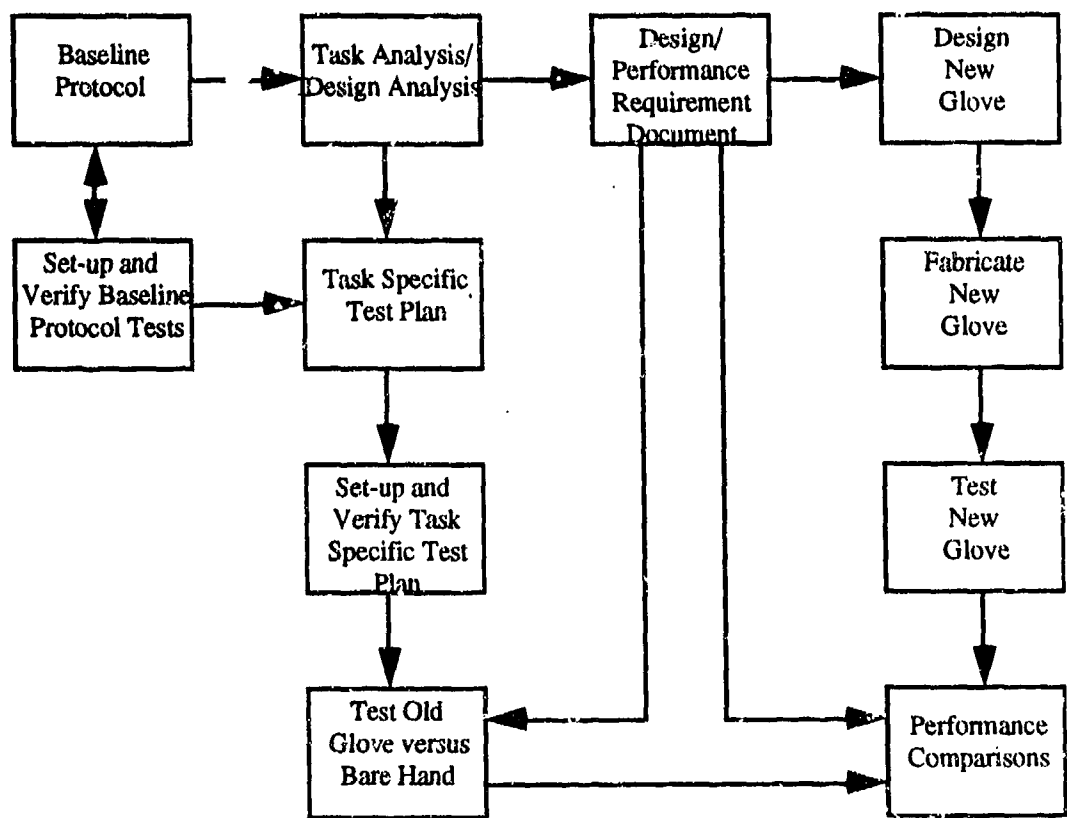 Baseline
Protocol
Task Analysis/
Design Analysis
Design/
Performance
Requirement
Document
Design
New
Glove
Set-up and
Verify Baseline
Protocol Tests
Task Specific
Test Plan
Fabricate
New
Glove
Set-up and
Verify Task
Specific Test
Plan
Test
New
Glove
Test Old
Glove versus
Bare Hand
Performance
Comparisons